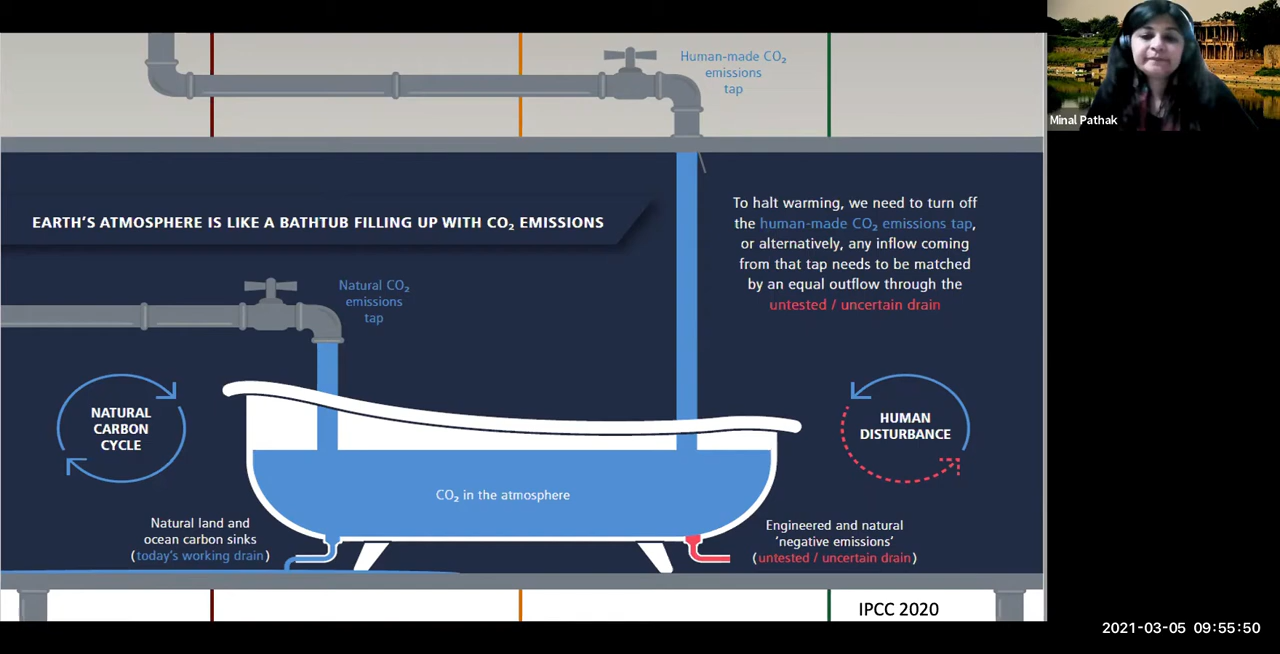 Human-made CO₂
emissions
tap
Minal Pathak
EARTH'S ATMOSPHERE IS LIKE A BATHTUB FILLING UP WITH CO₂ EMISSIONS
To halt warming, we need to turn off
the human-made CO₂ emissions tap,
or alternatively, any inflow coming
from that tap needs to be matched
by an equal outflow through the
untested / uncertain drain
Natural CO₂
emissions
tap
NATURAL
CARBON
CYCLE
HUMAN
DISTURBANCE
CO₂ in the atmosphere
Natural land and
ocean carbon sinks
(today's working drain)
Engineered and natural
'negative emissions'
(untested / uncertain drain)
IPCC 2020
2021-03-05 09:55:50